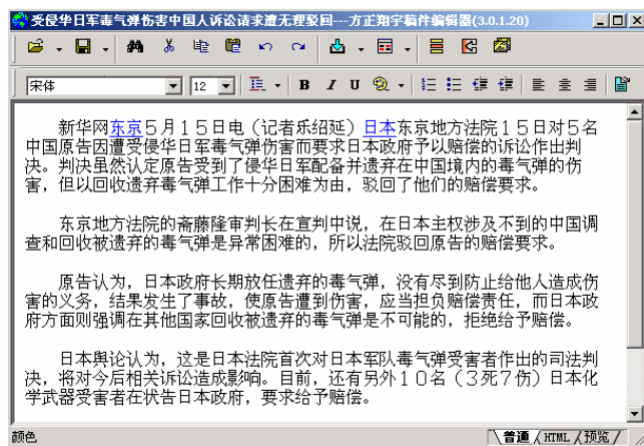 受侵华日军毒气弹伤害中国人诉讼请求遭无理驳回---方正翔宇稿件编辑器(3.0.1.20)
宋体 12 B I U
新华网东京５月１５日电（记者乐绍延）日本东京地方法院１５日对５名
中国原告因遭受侵华日军毒气弹伤害而要求日本政府予以赔偿的诉讼作出判
决。判决虽然认定原告受到了侵华日军配备并遗弃在中国境内的毒气弹的伤
害，但以回收遗弃毒气弹工作十分困难为由，驳回了他们的赔偿要求。
东京地方法院的斋藤隆审判长在宣判中说，在日本主权涉及不到的中国调
查和回收被遗弃的毒气弹是异常困难的，所以法院驳回原告的赔偿要求。
原告认为，日本政府长期放任遗弃的毒气弹，没有尽到防止给他人造成伤
害的义务，结果发生了事故，使原告遭到伤害，应当担负赔偿责任，而日本政
府方面则强调在其他国家回收被遗弃的毒气弹是不可能的，拒绝给予赔偿。
日本舆论认为，这是日本法院首次对日本军队毒气弹受害者作出的司法判
决，将对今后相关诉讼造成影响。目前，还有另外１０名（３死７伤）日本化
学武器受害者在状告日本政府，要求给予赔偿。
颜色 普通 HTML 预览